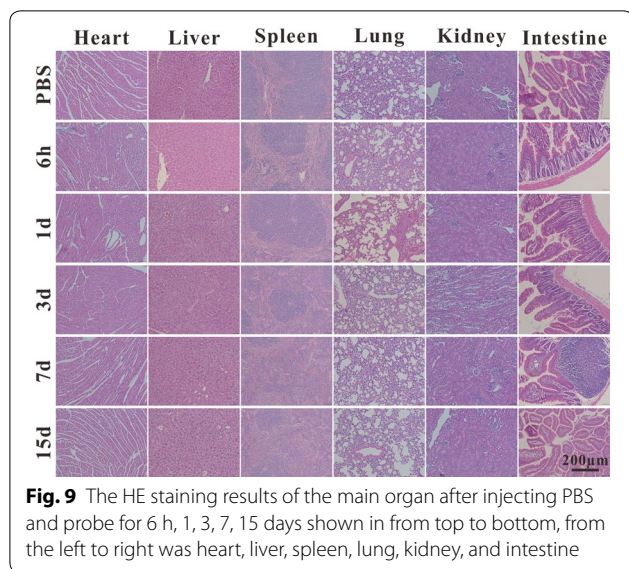 Heart Liver Spleen Lung Kidney Intestine
PBS
6h
1d
3d
7d
15d
200μm
Fig. 9 The HE staining results of the main organ after injecting PBS
and probe for 6 h, 1, 3, 7, 15 days shown in from top to bottom, from
the left to right was heart, liver, spleen, lung, kidney, and intestine